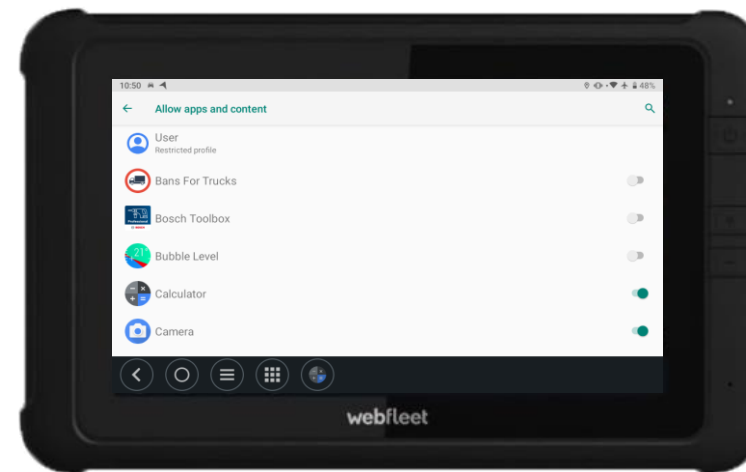 10:50
48%
Allow apps and content
User
Restricted profile
Bans For Trucks
Bosch Toolbox
Bubble Level
21°
Calculator
Camera
webfleet